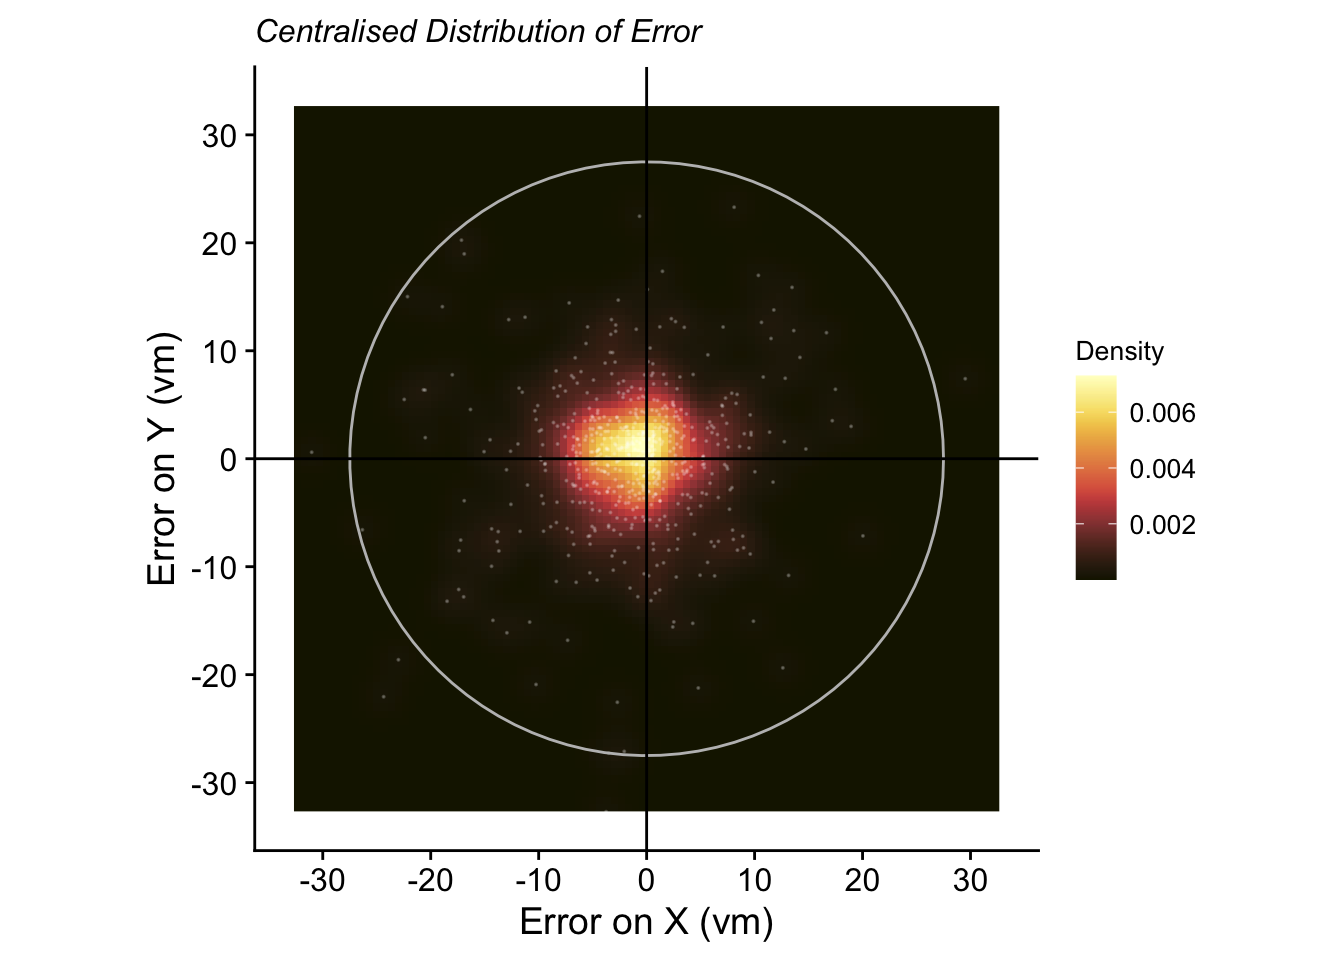 Centralised Distribution of Error
30
20
10
0
-10
-20
-30
Error on Y (vm)
-30 -20 -10 0 10 20 30
Error on X (vm)
Density
0.006
0.004
0.002